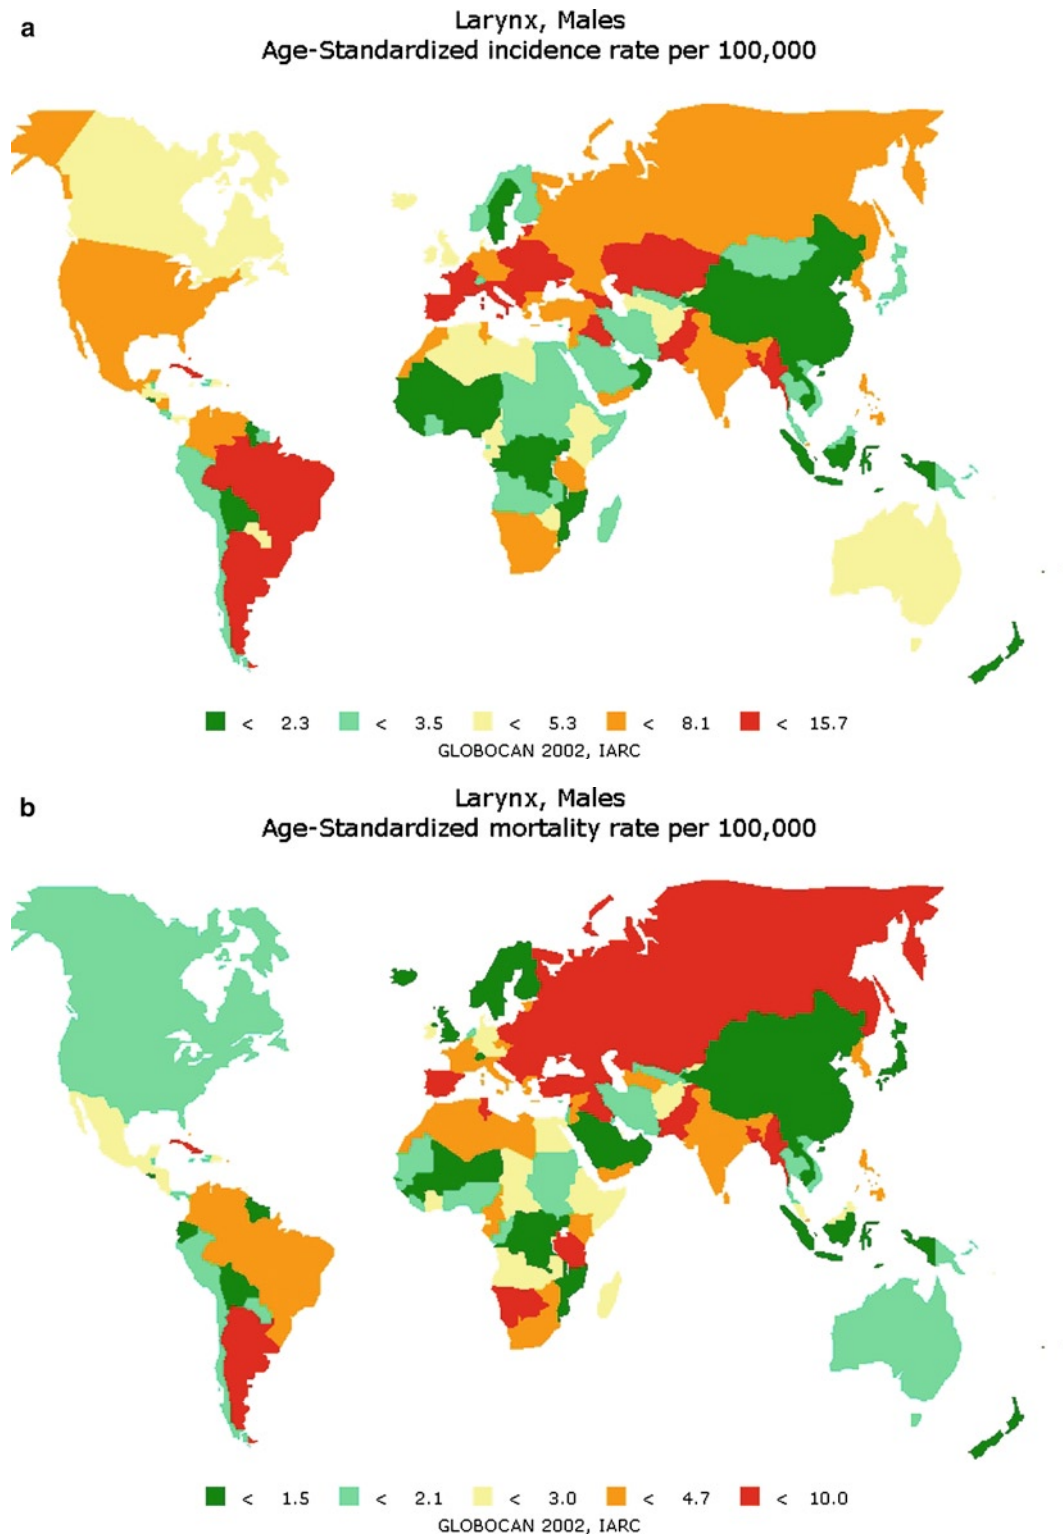 a
Larynx, Males
Age-Standardized incidence rate per 100,000
< 2.3 < 3.5 < 5.3 < 8.1 < 15.7
GLOBOCAN 2002, IARC
b
Larynx, Males
Age-Standardized mortality rate per 100,000
< 1.5 < 2.1 < 3.0 < 4.7 < 10.0
GLOBOCAN 2002, IARC